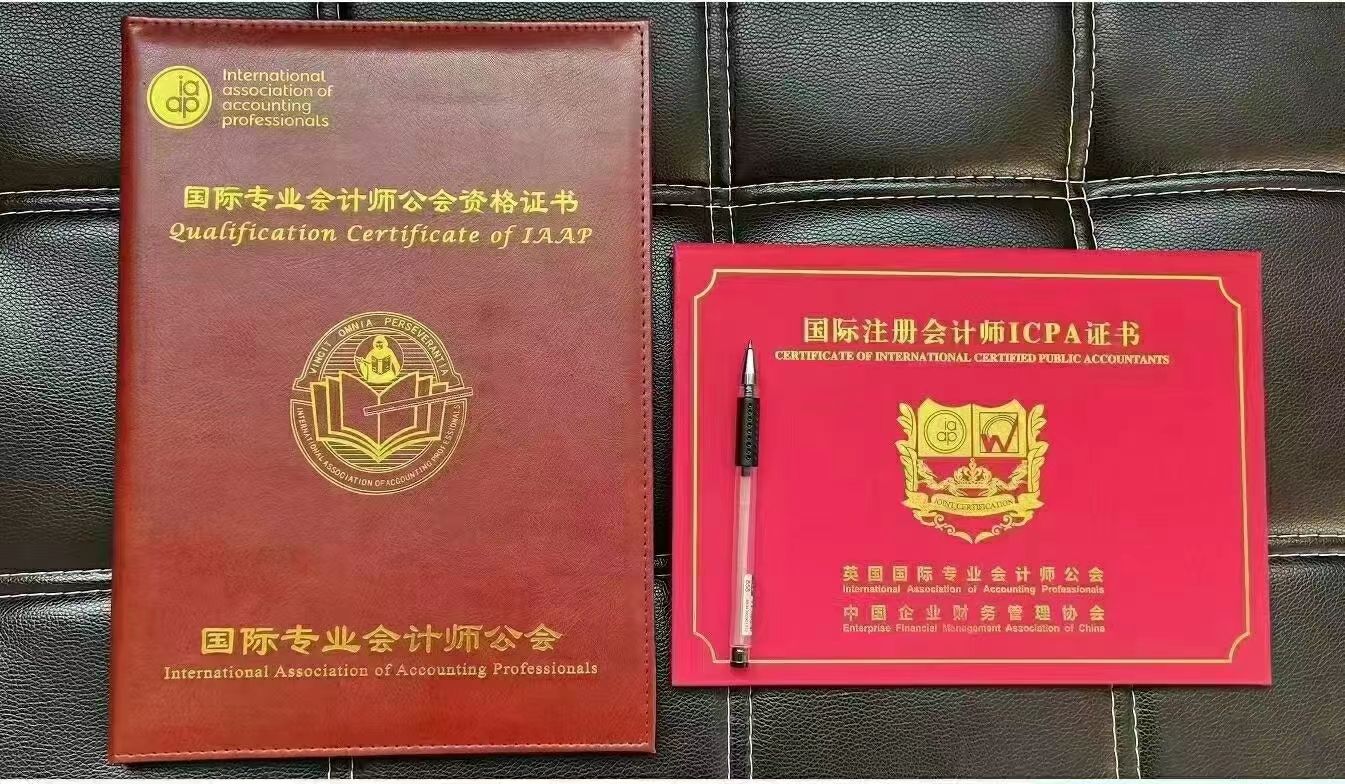 ia
ap
International
association of
accounting
professionals
国际专业会计师公会资格证书
Qualification Certificate of IAAP
VINCIT OMNIA PERSEVERANTIA
INTERNATIONAL ASSOCIATION OF ACCOUNTING PROFESSIONALS
国际专业会计师公会
International Association of Accounting Professionals
国际注册会计师ICPA证书
CERTIFICATE OF INTERNATIONAL CERTIFIED PUBLIC ACCOUNTANTS
ia
ap
JOINT CERTIFICATION
英国国际专业会计师公会
International Association of Accounting Professionals
中国企业财务管理协会
Enterprise Financial Management Association of China